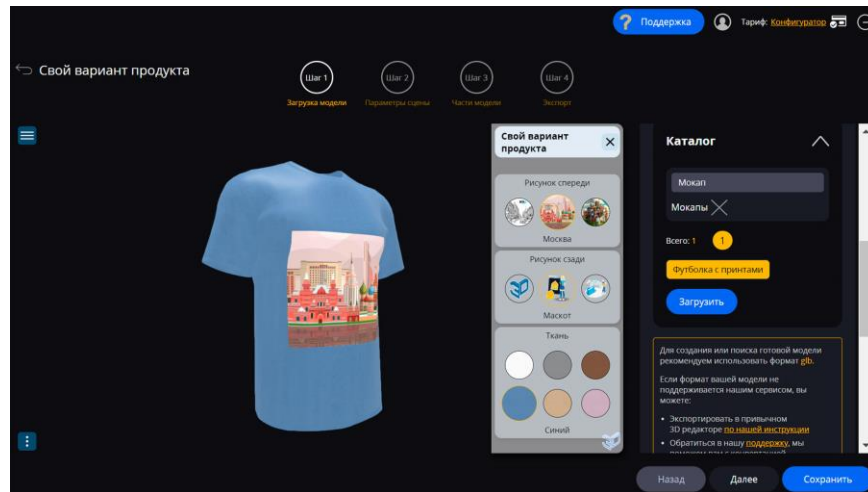 Поддержка
Тариф: Конфигуратор
Свой вариант продукта
Шаг 1
Шаг 2
Шаг 3
Шаг 4
Загрузка модели
Параметры сцены
Части модели
Экспорт
Свой вариант
продукта
Рисунок спереди
Москва
Рисунок сзади
Маскот
Ткань
Синий
Каталог
Мокап
Мокапы
Всего: 1
1
Футболка с принтами
Загрузить
Для создания или поиска готовой модели
рекомендуем использовать формат glb.
Если формат вашей модели не
поддерживается нашим сервисом, вы
можете:
Экспортировать в привычном
3D редакторе по нашей инструкции
Обратиться в нашу поддержку, мы
Назад
Далее
Сохранить